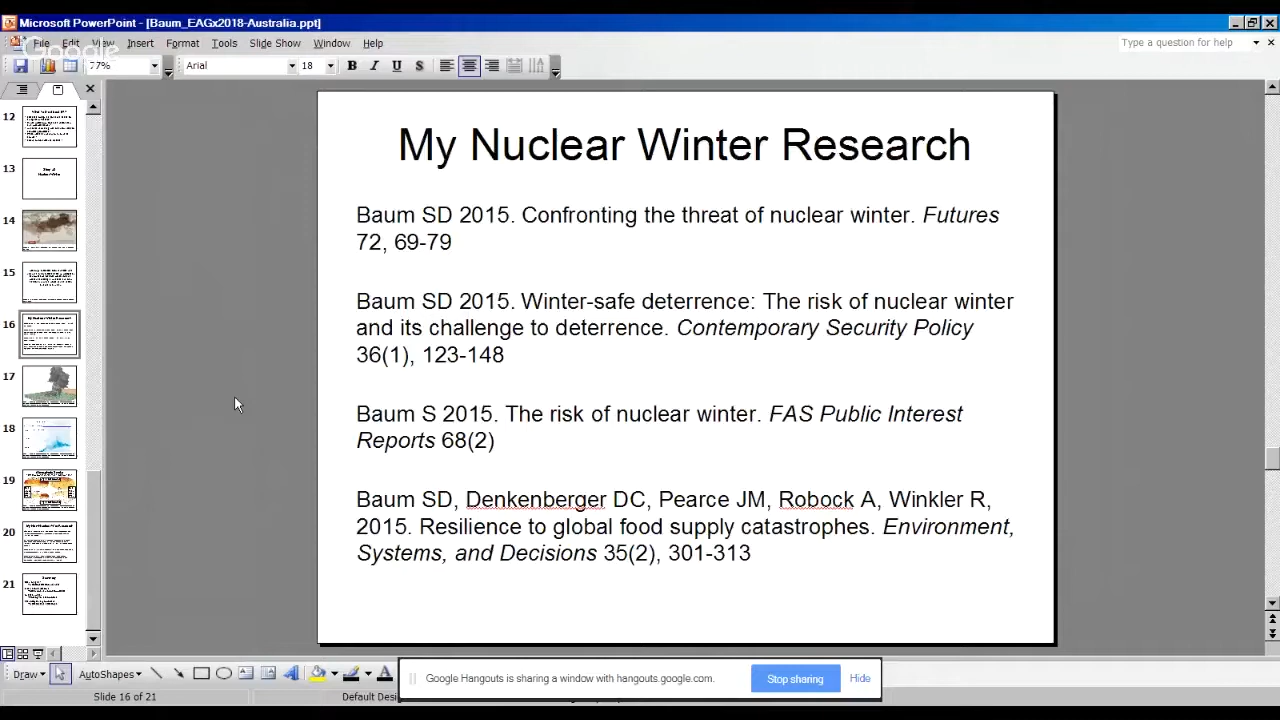 Microsoft PowerPoint - [Baum_EAGx2018-Australia.ppt]
File Edit View Insert Format Tools Slide Show Window Help
Type a question for help
Google
77%
Arial
18
B I U S A
12
13
14
15
16
17
18
19
20
21
My Nuclear Winter Research
Baum SD 2015. Confronting the threat of nuclear winter. Futures
72, 69-79
Baum SD 2015. Winter-safe deterrence: The risk of nuclear winter
and its challenge to deterrence. Contemporary Security Policy
36(1), 123-148
Baum S 2015. The risk of nuclear winter. FAS Public Interest
Reports 68(2)
Baum SD, Denkenberger DC, Pearce JM, Robock A, Winkler R,
2015. Resilience to global food supply catastrophes. Environment,
Systems, and Decisions 35(2), 301-313
Draw AutoShapes
Google Hangouts is sharing a window with hangouts.google.com.
Stop sharing
Hide
Slide 16 of 21
Default Desi